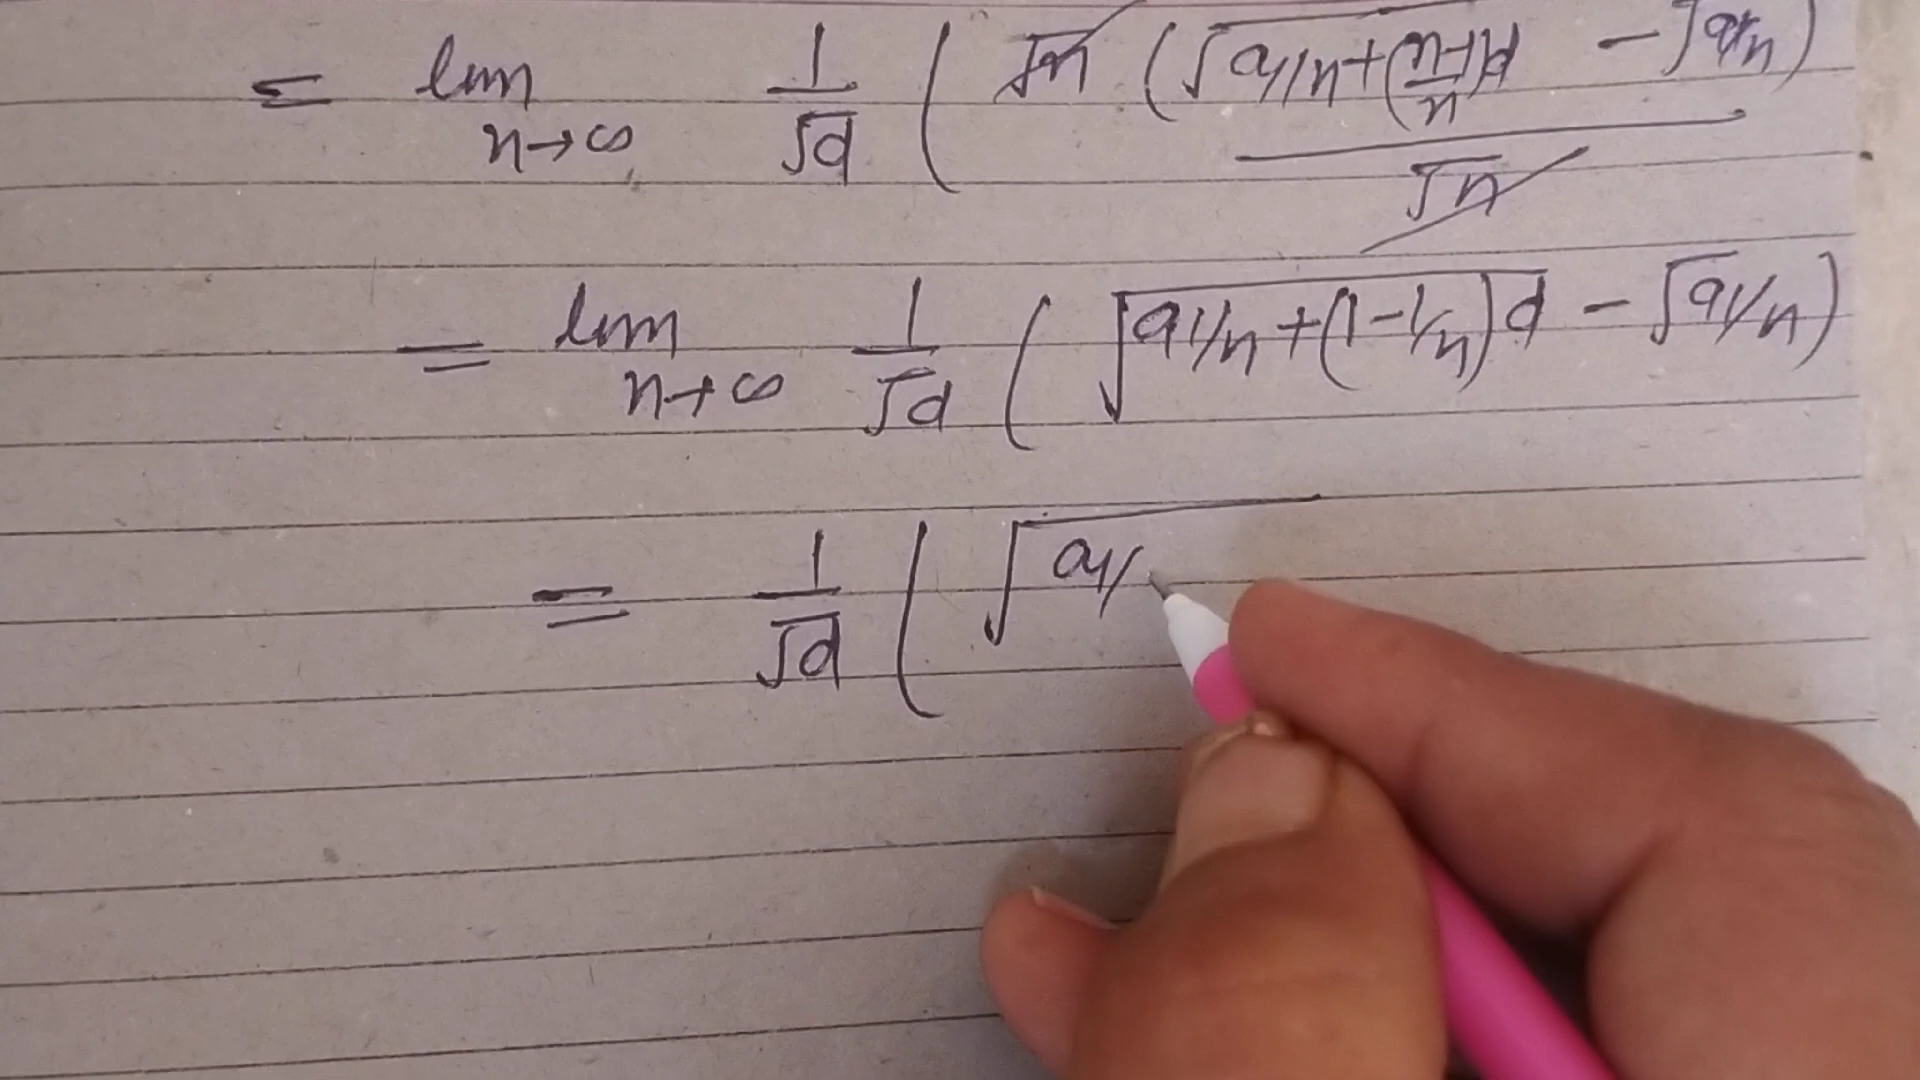 = lim n→∞ 1/√d ( √n (√a1/n+(n-1/n)d - √a1/n) / √n
= lim n→∞ 1/√d ( √a1/n+(1-1/n)d - √a1/n)
= 1/√d ( √a1/